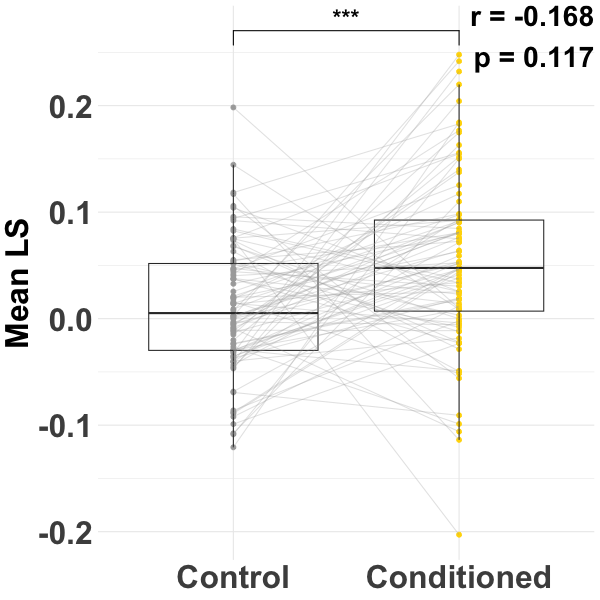 ***
r = -0.168
p = 0.117
0.2
0.1
0.0
-0.1
-0.2
Mean LS
Control
Conditioned